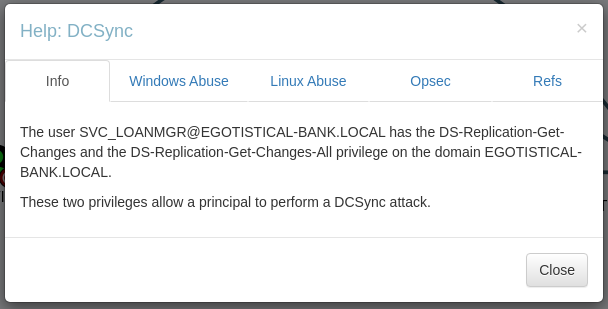 Help: DCSync
×
Info
Windows Abuse
Linux Abuse
Opsec
Refs
The user SVC_LOANMGR@EGOTISTICAL-BANK.LOCAL has the DS-Replication-Get-
Changes and the DS-Replication-Get-Changes-All privilege on the domain EGOTISTICAL-
BANK.LOCAL.
These two privileges allow a principal to perform a DCSync attack.
Close